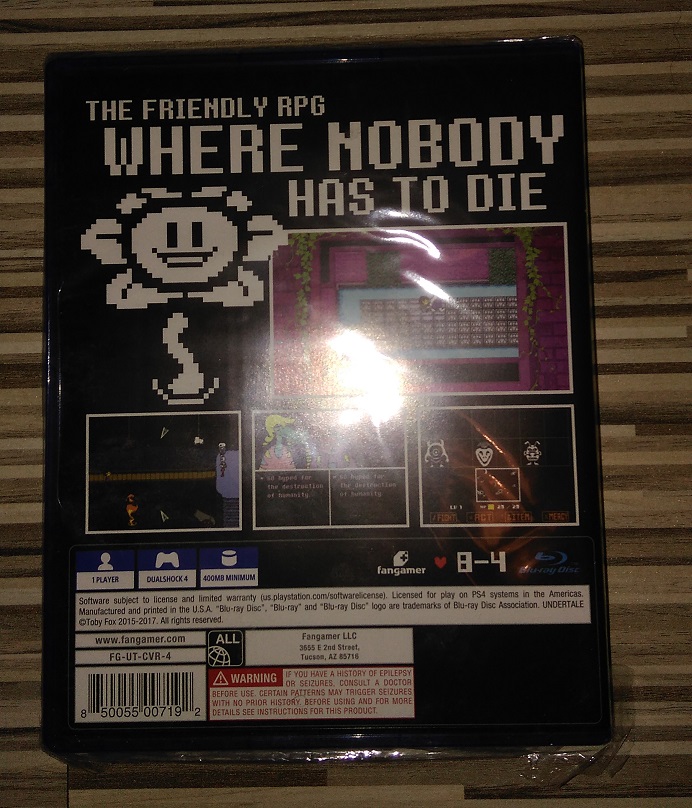 THE FRIENDLY RPG
WHERE NOBODY
HAS TO DIE
* so hyped for
the destruction
of humanity
* so hyped for
the destruction
of humanity
1 PLAYER
DUALSHOCK 4
400MB MINIMUM
fangamer
8-4
Blu-ray Disc
Software subject to license and limited warranty (us.playstation.com/softwarelicense). Licensed for play on PS4 systems in the Americas.
Manufactured and printed in the U.S.A. "Blu-ray Disc", "Blu-ray" and "Blu-ray Disc" logo are trademarks of Blu-ray Disc Association. UNDERTALE
©Toby Fox 2015-2017. All rights reserved.
www.fangamer.com
FG-UT-CVR-4
8 50055 00719 2
ALL
Fangamer LLC
3655 E 2nd Street,
Tucson, AZ 85716
WARNING IF YOU HAVE A HISTORY OF EPILEPSY
OR SEIZURES, CONSULT A DOCTOR
BEFORE USE. CERTAIN PATTERNS MAY TRIGGER SEIZURES
WITH NO PRIOR HISTORY. BEFORE USING AND FOR MORE
DETAILS SEE INSTRUCTIONS FOR THIS PRODUCT.